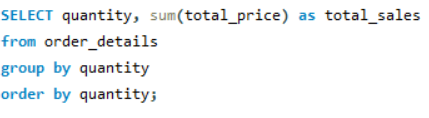 SELECT quantity, sum(total_price) as total_sales
from order_details
group by quantity
order by quantity;